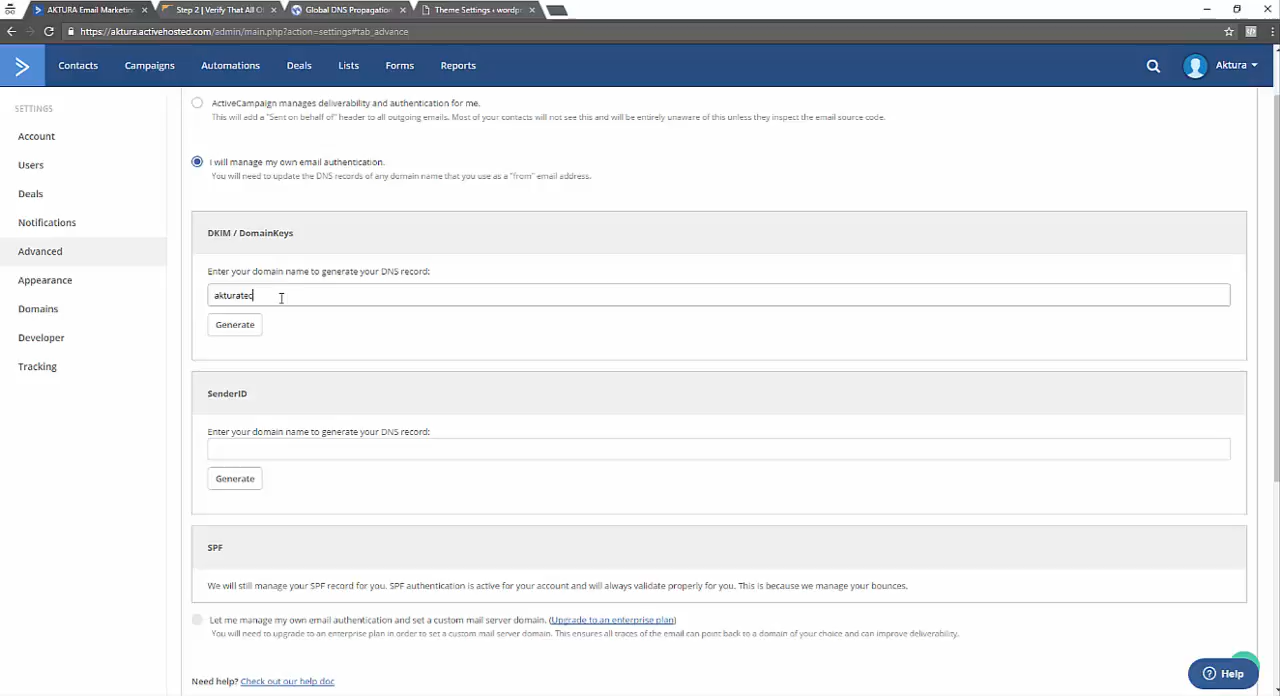 AKTURA Email Marketin
Step 2 | Verify That All O
Global DNS Propagation
Theme Settings ‹ wordpr
https://aktura.activehosted.com/admin/main.php?action=settings#tab_advance
Contacts
Campaigns
Automations
Deals
Lists
Forms
Reports
Aktura
SETTINGS
Account
Users
Deals
Notifications
Advanced
Appearance
Domains
Developer
Tracking
ActiveCampaign manages deliverability and authentication for me.
This will add a "Sent on behalf of" header to all outgoing emails. Most of your contacts will not see this and will be entirely unaware of this unless they inspect the email source code.
I will manage my own email authentication.
You will need to update the DNS records of any domain name that you use as a "from" email address.
DKIM / DomainKeys
Enter your domain name to generate your DNS record:
akturatec
Generate
SenderID
Enter your domain name to generate your DNS record:
Generate
SPF
We will still manage your SPF record for you. SPF authentication is active for your account and will always validate properly for you. This is because we manage your bounces.
Let me manage my own email authentication and set a custom mail server domain. (Upgrade to an enterprise plan)
You will need to upgrade to an enterprise plan in order to set a custom mail server domain. This ensures all traces of the email can point back to a domain of your choice and can improve deliverability.
Need help? Check out our help doc
Help